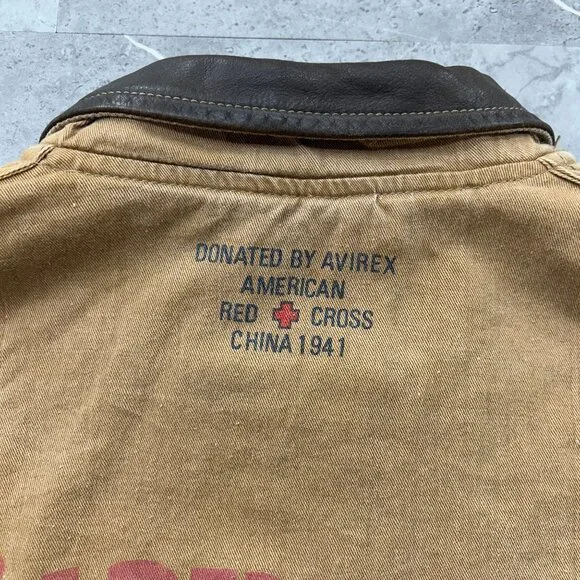 DONATED BY AVIREX
AMERICAN
RED CROSS
CHINA 1941